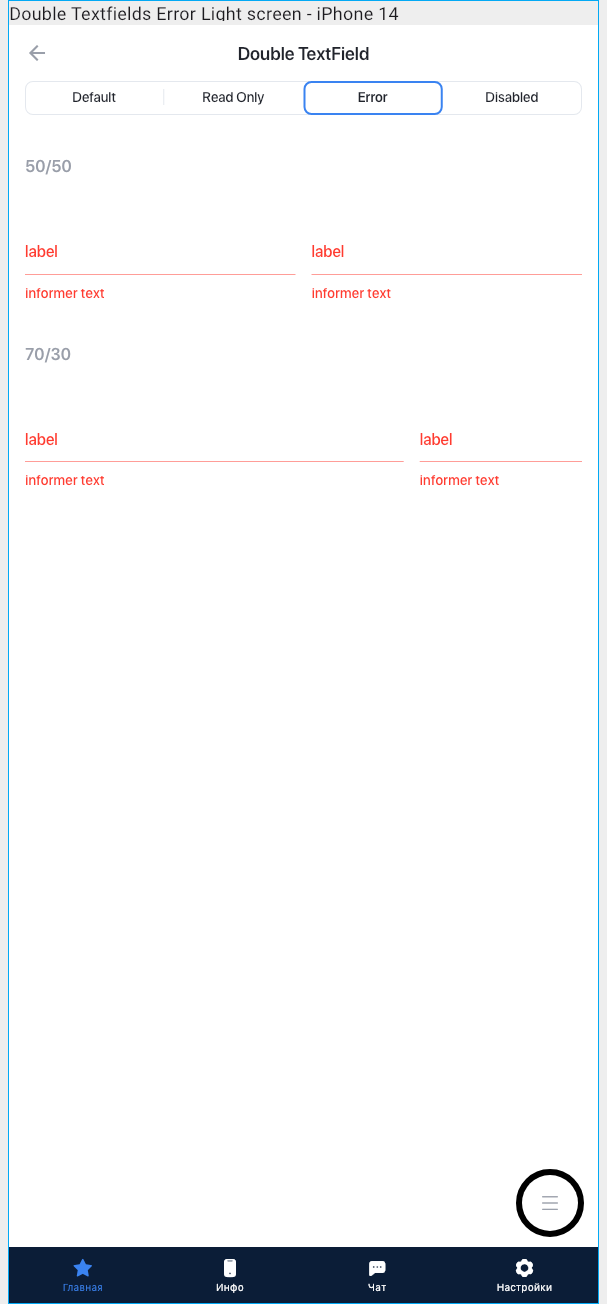 Double Textfields Error Light screen - iPhone 14
Double TextField
Default Read Only Error Disabled
50/50
label label
informer text informer text
70/30
label label
informer text informer text
Главная Инфо Чат Настройки